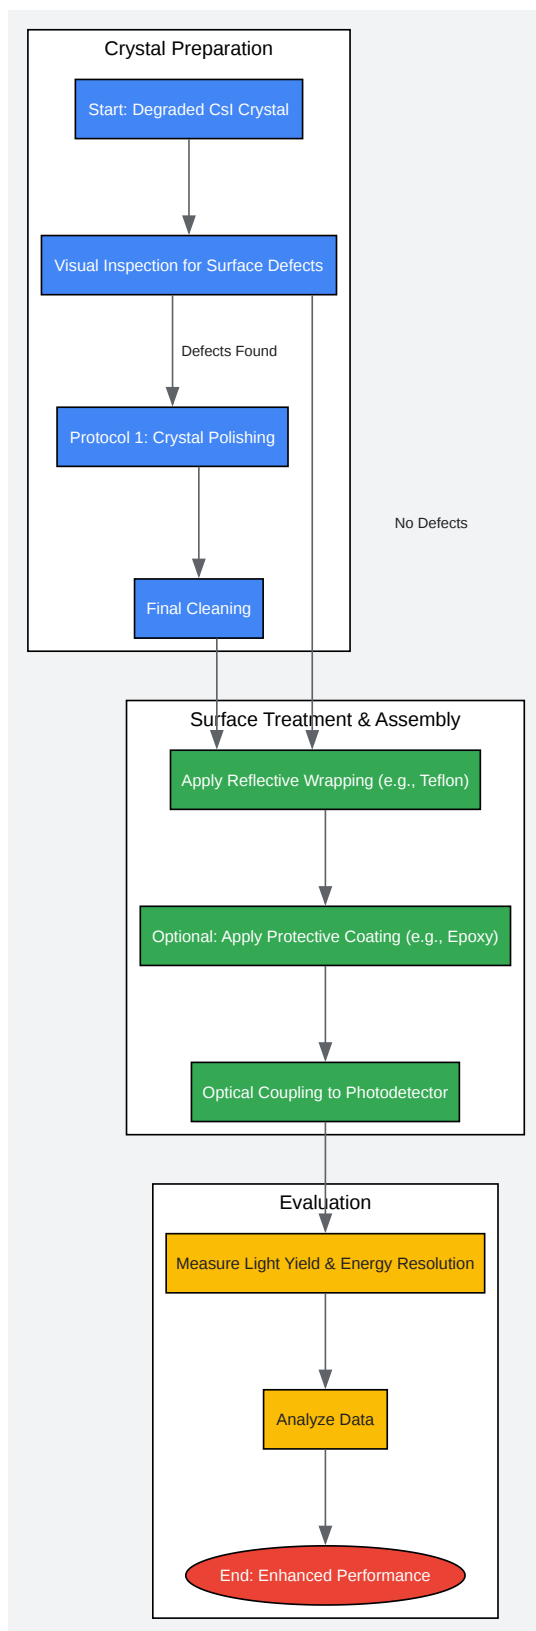 Crystal Preparation
Start: Degraded CsI Crystal
Visual Inspection for Surface Defects
Defects Found
Protocol 1: Crystal Polishing
No Defects
Final Cleaning
Surface Treatment & Assembly
Apply Reflective Wrapping (e.g., Teflon)
Optional: Apply Protective Coating (e.g., Epoxy)
Optical Coupling to Photodetector
Evaluation
Measure Light Yield & Energy Resolution
Analyze Data
End: Enhanced Performance